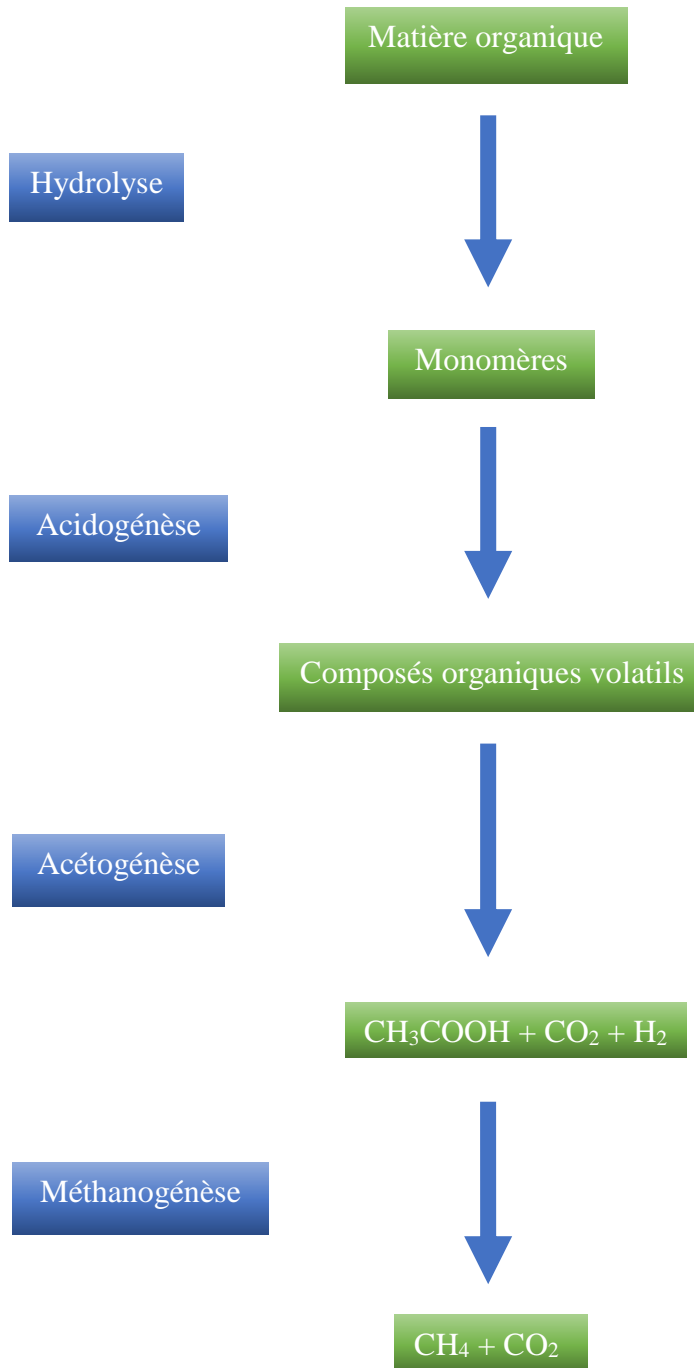 Matière organique
Hydrolyse
Monomères
Acidogénèse
Composés organiques volatils
Acétogénèse
CH₃COOH + CO₂ + H₂
Méthanogénèse
CH₄ + CO₂